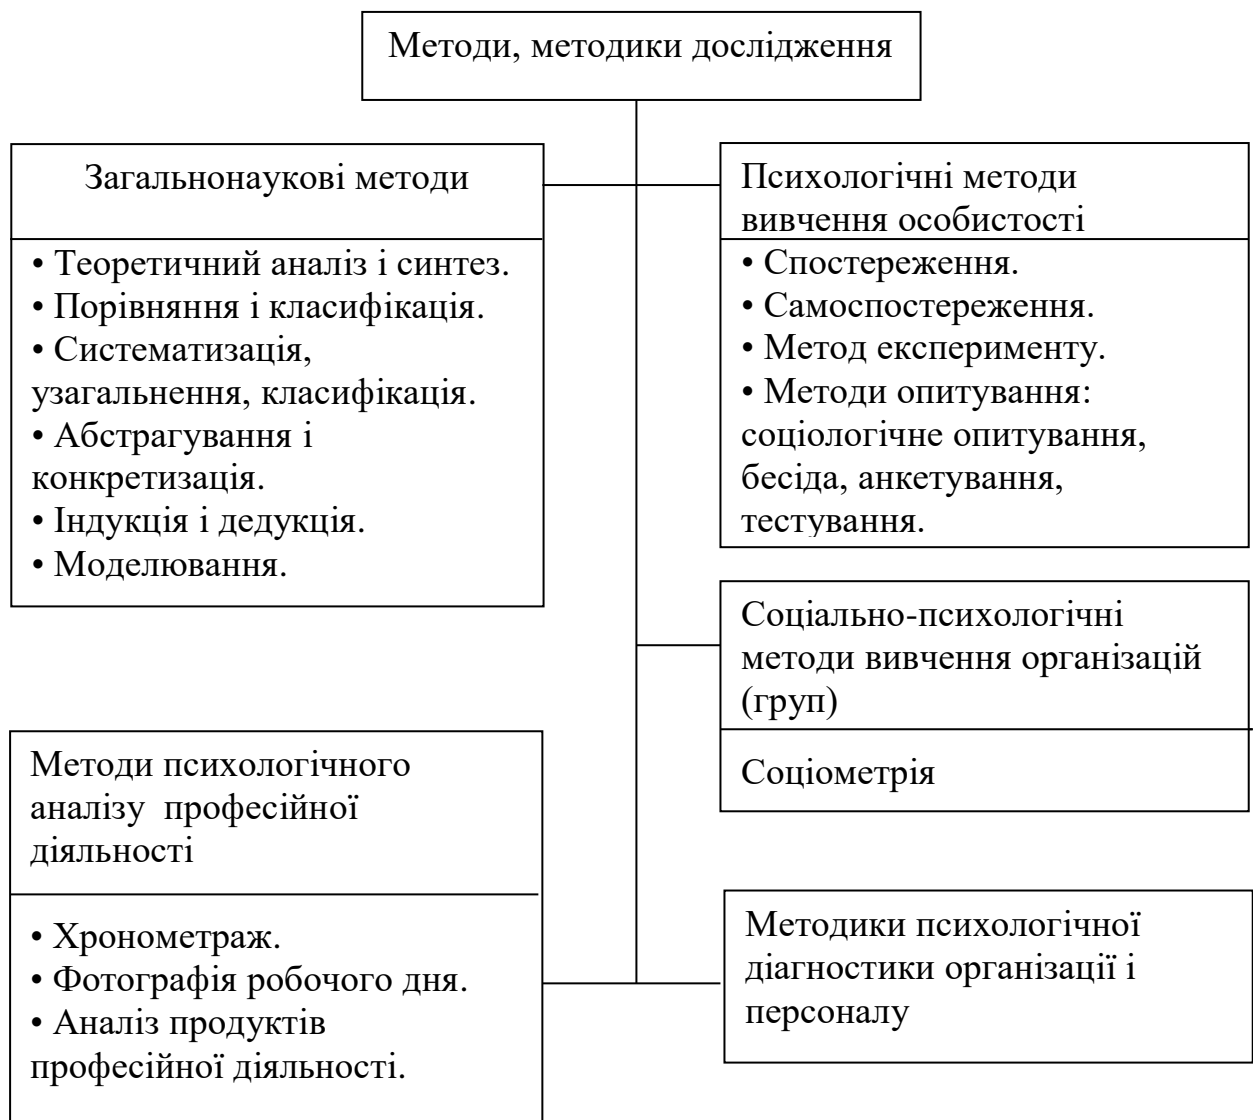 Методи, методики дослідження
Загальнонаукові методи
• Теоретичний аналіз і синтез.
• Порівняння і класифікація.
• Систематизація,
узагальнення, класифікація.
• Абстрагування і
конкретизація.
• Індукція і дедукція.
• Моделювання.
Психологічні методи
вивчення особистості
• Спостереження.
• Самоспостереження.
• Метод експерименту.
• Методи опитування:
соціологічне опитування,
бесіда, анкетування,
тестування.
Соціально-психологічні
методи вивчення організацій
(груп)
Соціометрія
Методи психологічного
аналізу професійної
діяльності
• Хронометраж.
• Фотографія робочого дня.
• Аналіз продуктів
професійної діяльності.
Методики психологічної
діагностики організації і
персоналу